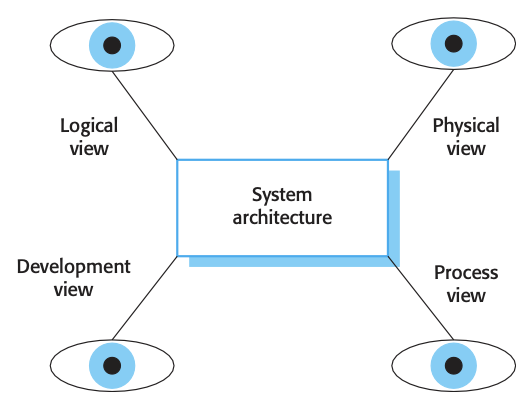 Logical
view
Physical
view
System
architecture
Development
view
Process
view